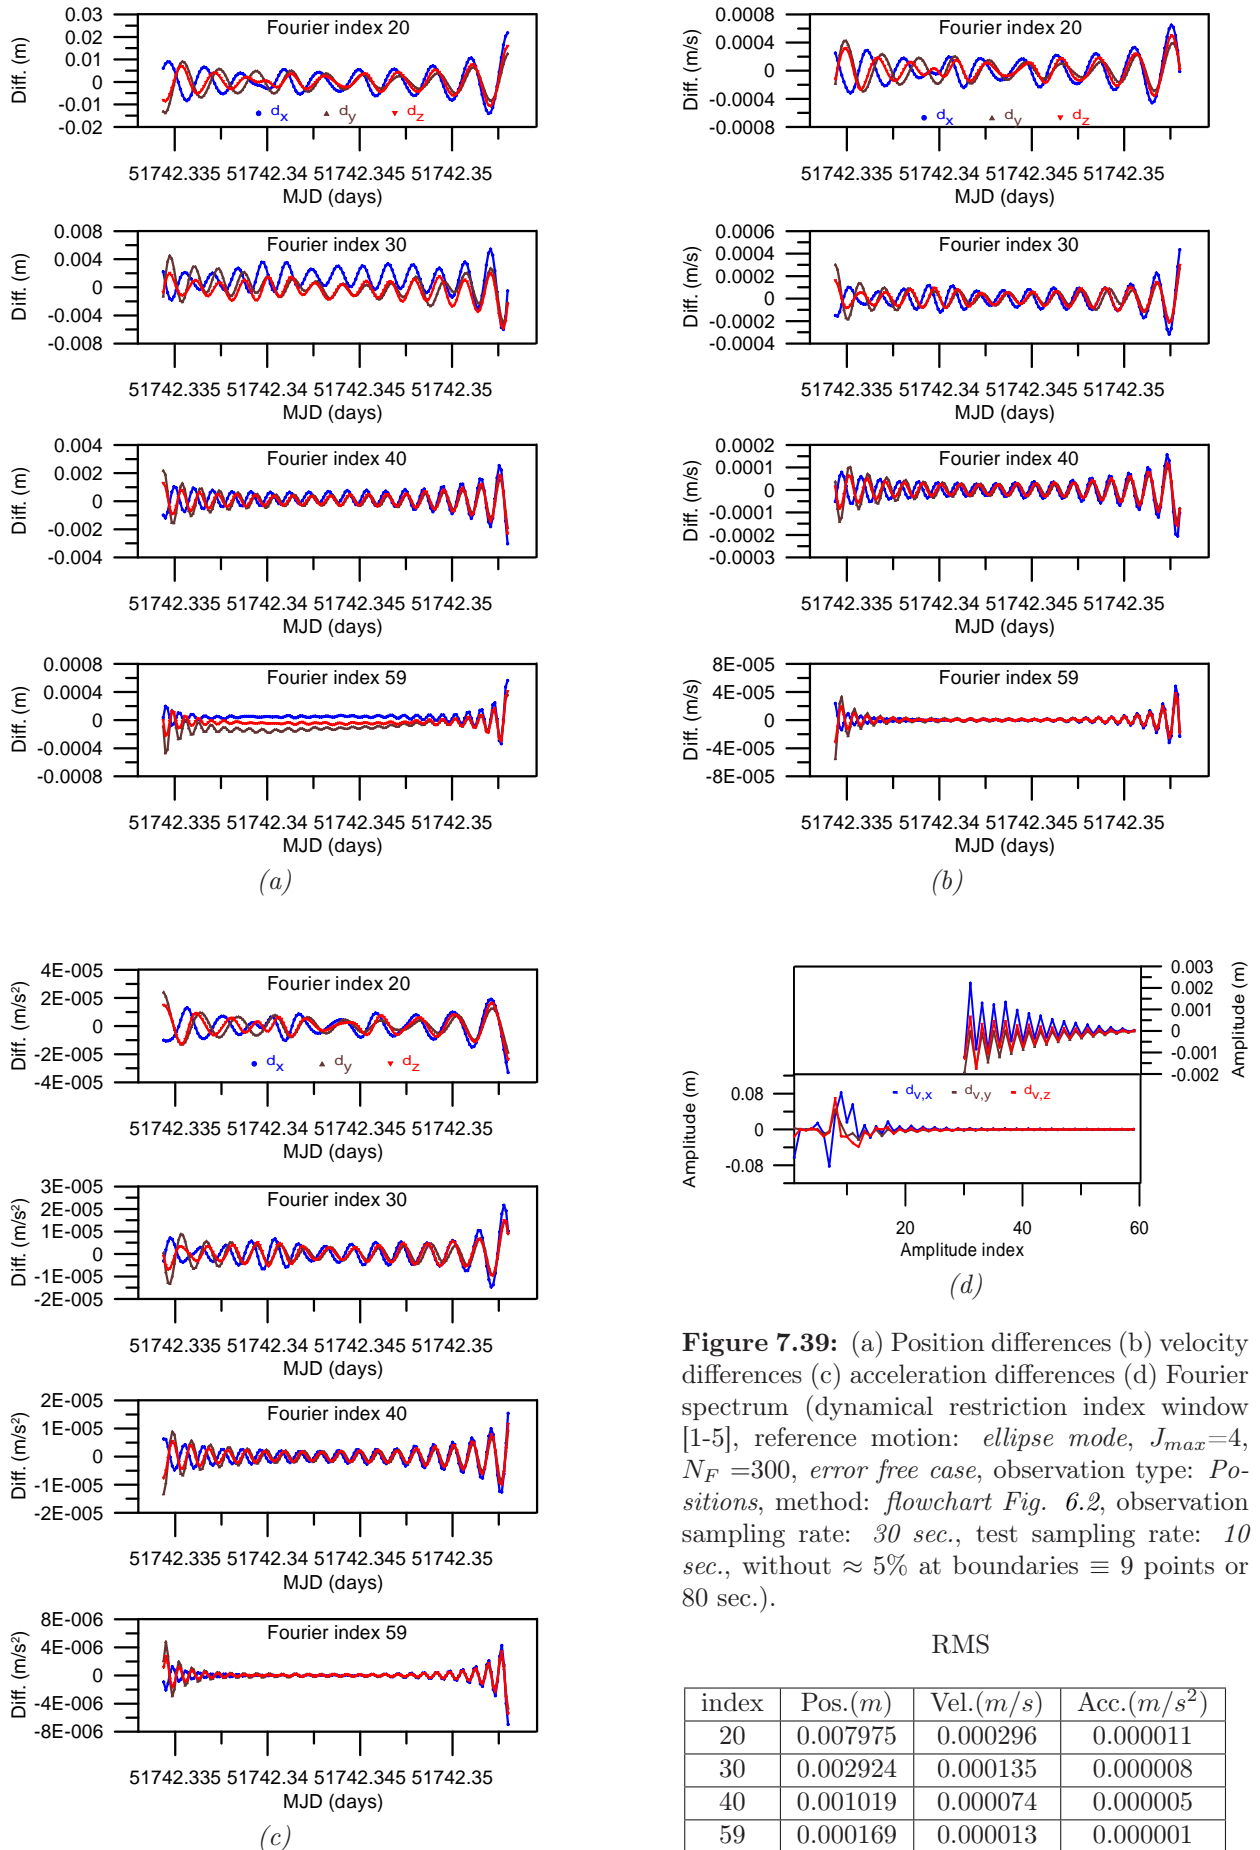 0.03
0.02
0.01
0
-0.01
-0.02
Diff. (m)
Fourier index 20
d_x d_y d_z
51742.335 51742.34 51742.345 51742.35
MJD (days)
0.008
0.004
0
-0.004
-0.008
Diff. (m)
Fourier index 30
51742.335 51742.34 51742.345 51742.35
MJD (days)
0.004
0.002
0
-0.002
-0.004
Diff. (m)
Fourier index 40
51742.335 51742.34 51742.345 51742.35
MJD (days)
0.0008
0.0004
0
-0.0004
-0.0008
Diff. (m)
Fourier index 59
51742.335 51742.34 51742.345 51742.35
MJD (days)
(a)
0.0008
0.0004
0
-0.0004
-0.0008
Diff. (m/s)
Fourier index 20
d_x d_y d_z
51742.335 51742.34 51742.345 51742.35
MJD (days)
0.0006
0.0004
0.0002
0
-0.0002
-0.0004
Diff. (m/s)
Fourier index 30
51742.335 51742.34 51742.345 51742.35
MJD (days)
0.0002
0.0001
0
-0.0001
-0.0002
-0.0003
Diff. (m/s)
Fourier index 40
51742.335 51742.34 51742.345 51742.35
MJD (days)
8E-005
4E-005
0
-4E-005
-8E-005
Diff. (m/s)
Fourier index 59
51742.335 51742.34 51742.345 51742.35
MJD (days)
(b)
4E-005
2E-005
0
-2E-005
-4E-005
Diff. (m/s²)
Fourier index 20
d_x d_y d_z
51742.335 51742.34 51742.345 51742.35
MJD (days)
3E-005
2E-005
1E-005
0
-1E-005
-2E-005
Diff. (m/s²)
Fourier index 30
51742.335 51742.34 51742.345 51742.35
MJD (days)
2E-005
1E-005
0
-1E-005
-2E-005
Diff. (m/s²)
Fourier index 40
51742.335 51742.34 51742.345 51742.35
MJD (days)
8E-006
4E-006
0
-4E-006
-8E-006
Diff. (m/s²)
Fourier index 59
51742.335 51742.34 51742.345 51742.35
MJD (days)
(c)
0.003
0.002
0.001
0
-0.001
-0.002
Amplitude (m)
0.08
0
-0.08
Amplitude (m)
d_v,x d_v,y d_v,z
20 40 60
Amplitude index
(d)
Figure 7.39: (a) Position differences (b) velocity
differences (c) acceleration differences (d) Fourier
spectrum (dynamical restriction index window
[1-5], reference motion: ellipse mode, J_max=4,
N_F =300, error free case, observation type: Po-
sitions, method: flowchart Fig. 6.2, observation
sampling rate: 30 sec., test sampling rate: 10
sec., without ≈ 5% at boundaries ≡ 9 points or
80 sec.).
RMS
index Pos.(m) Vel.(m/s) Acc.(m/s²)
20 0.007975 0.000296 0.000011
30 0.002924 0.000135 0.000008
40 0.001019 0.000074 0.000005
59 0.000169 0.000013 0.000001